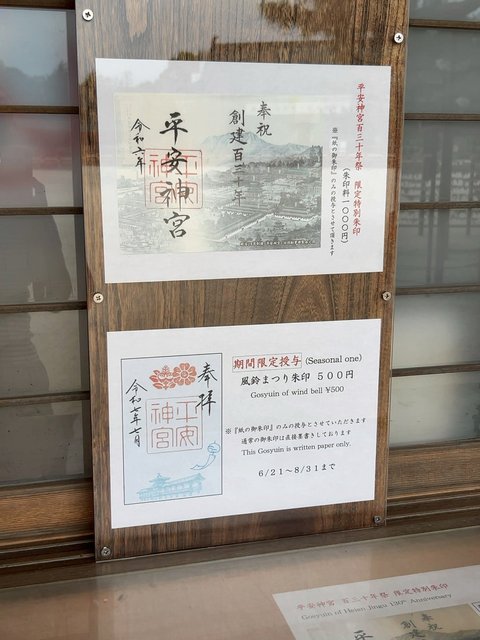 平安神宮百三十年祭 限定特別朱印
(朱印料一〇〇〇円)
※『紙の御朱印』のみの授与とさせて頂きます
奉祝
創建百三十年
平安神宮
令和六年
期間限定授与 (Seasonal one)
風鈴まつり朱印 500円
Gosyuin of wind bell ¥500
※『紙の御朱印』のみの授与とさせていただきます
通常の御朱印は直接墨書きしております
This Gosyuin is written paper only.
6/21～8/31まで
奉拝
平安神宮
令和七年七月
平安神宮 百三十年祭 限定朱印
Gosyuin of Heian Jingu 130th Anniversary
奉
創建
平